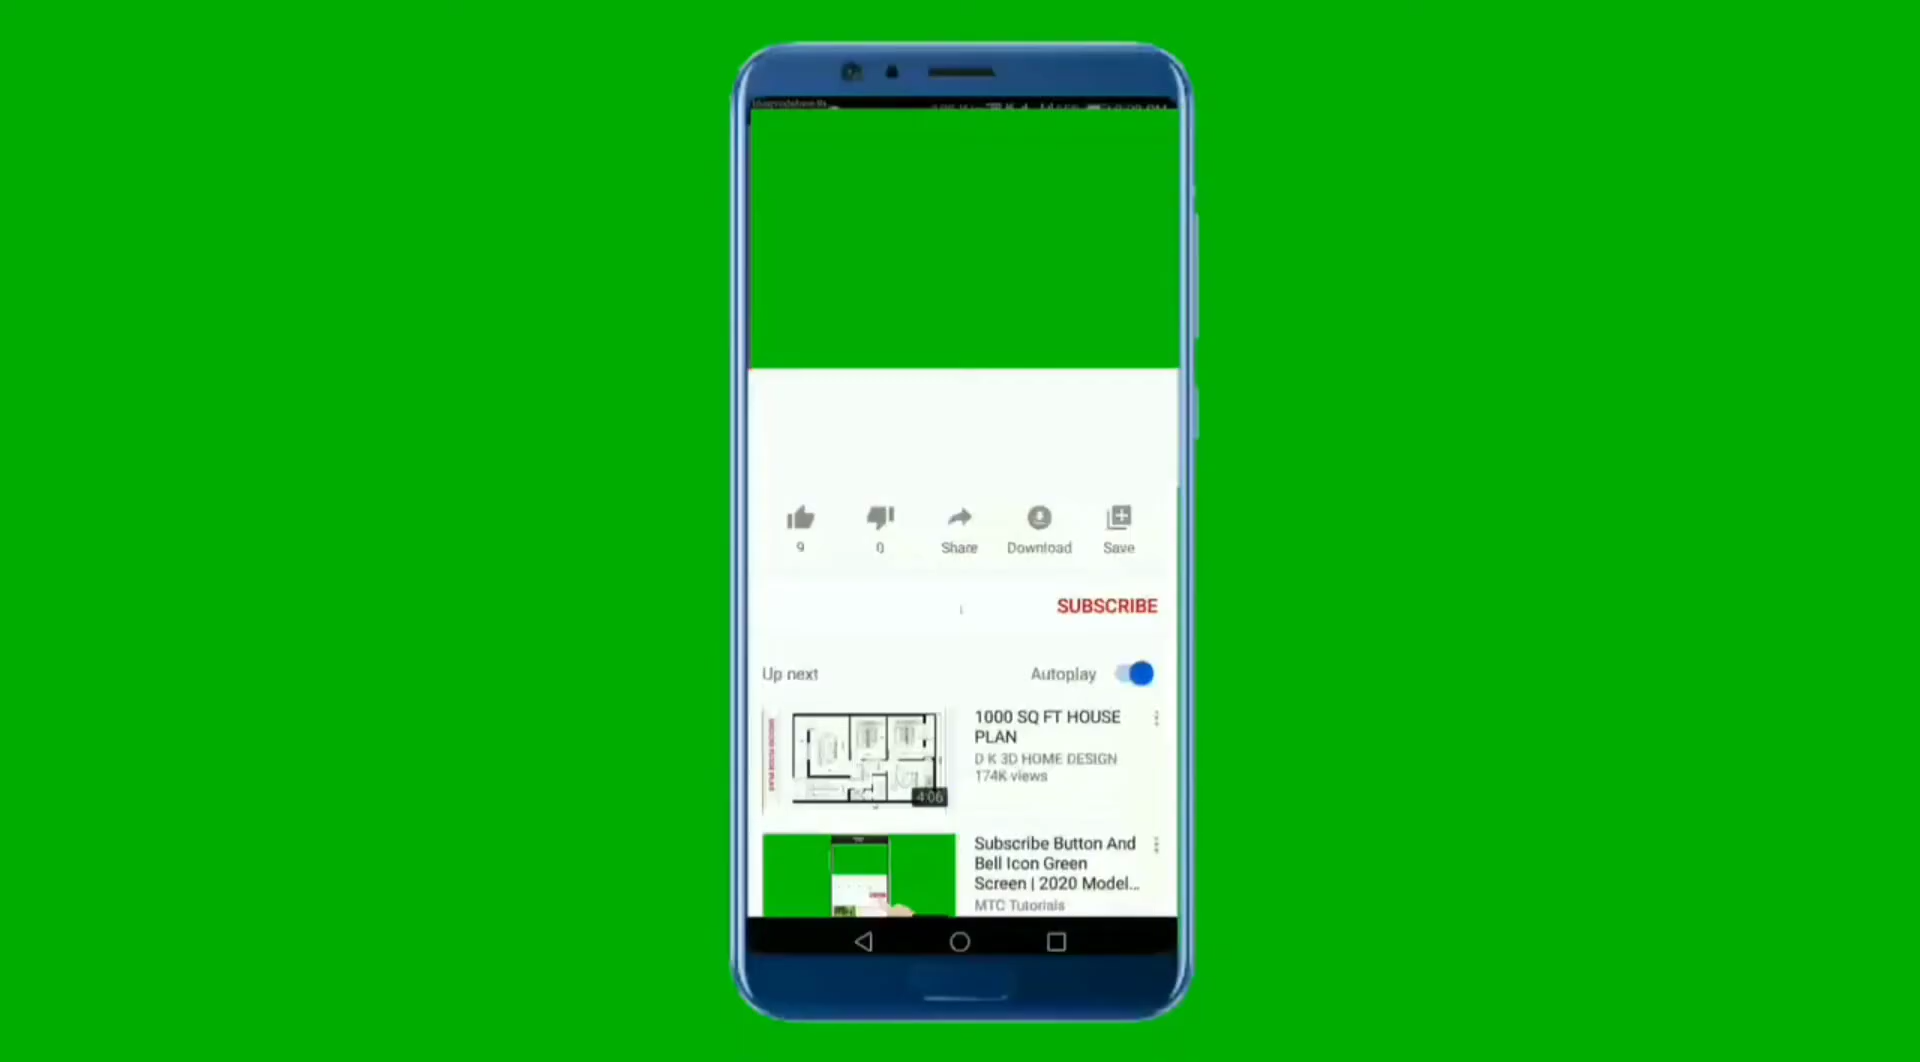 9
0
Share
Download
Save
SUBSCRIBE
Up next
Autoplay
1000 SQ FT HOUSE
PLAN
D K 3D HOME DESIGN
174K views
4:06
Subscribe Button And
Bell Icon Green
Screen | 2020 Model...
MTC Tutorials